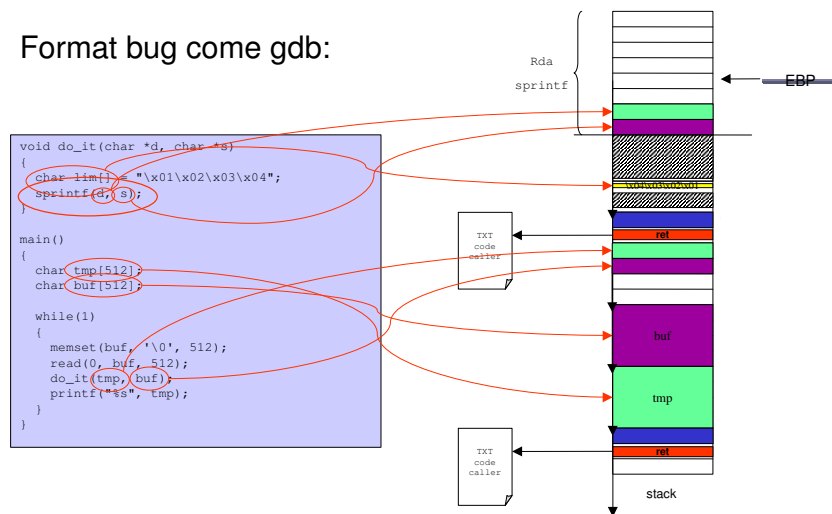 Format bug come gdb:
Rda
sprintf
EBP
void do_it(char *d, char *s)
{
char lim[] = "\x01\x02\x03\x04";
sprintf(d, s);
}
main()
{
char tmp[512];
char buf[512];
while(1)
{
memset(buf, '\0', 512);
read(0, buf, 512);
do_it(tmp, buf);
printf("%s", tmp);
}
}
TXT
code
caller
ret
buf
tmp
TXT
code
caller
ret
stack